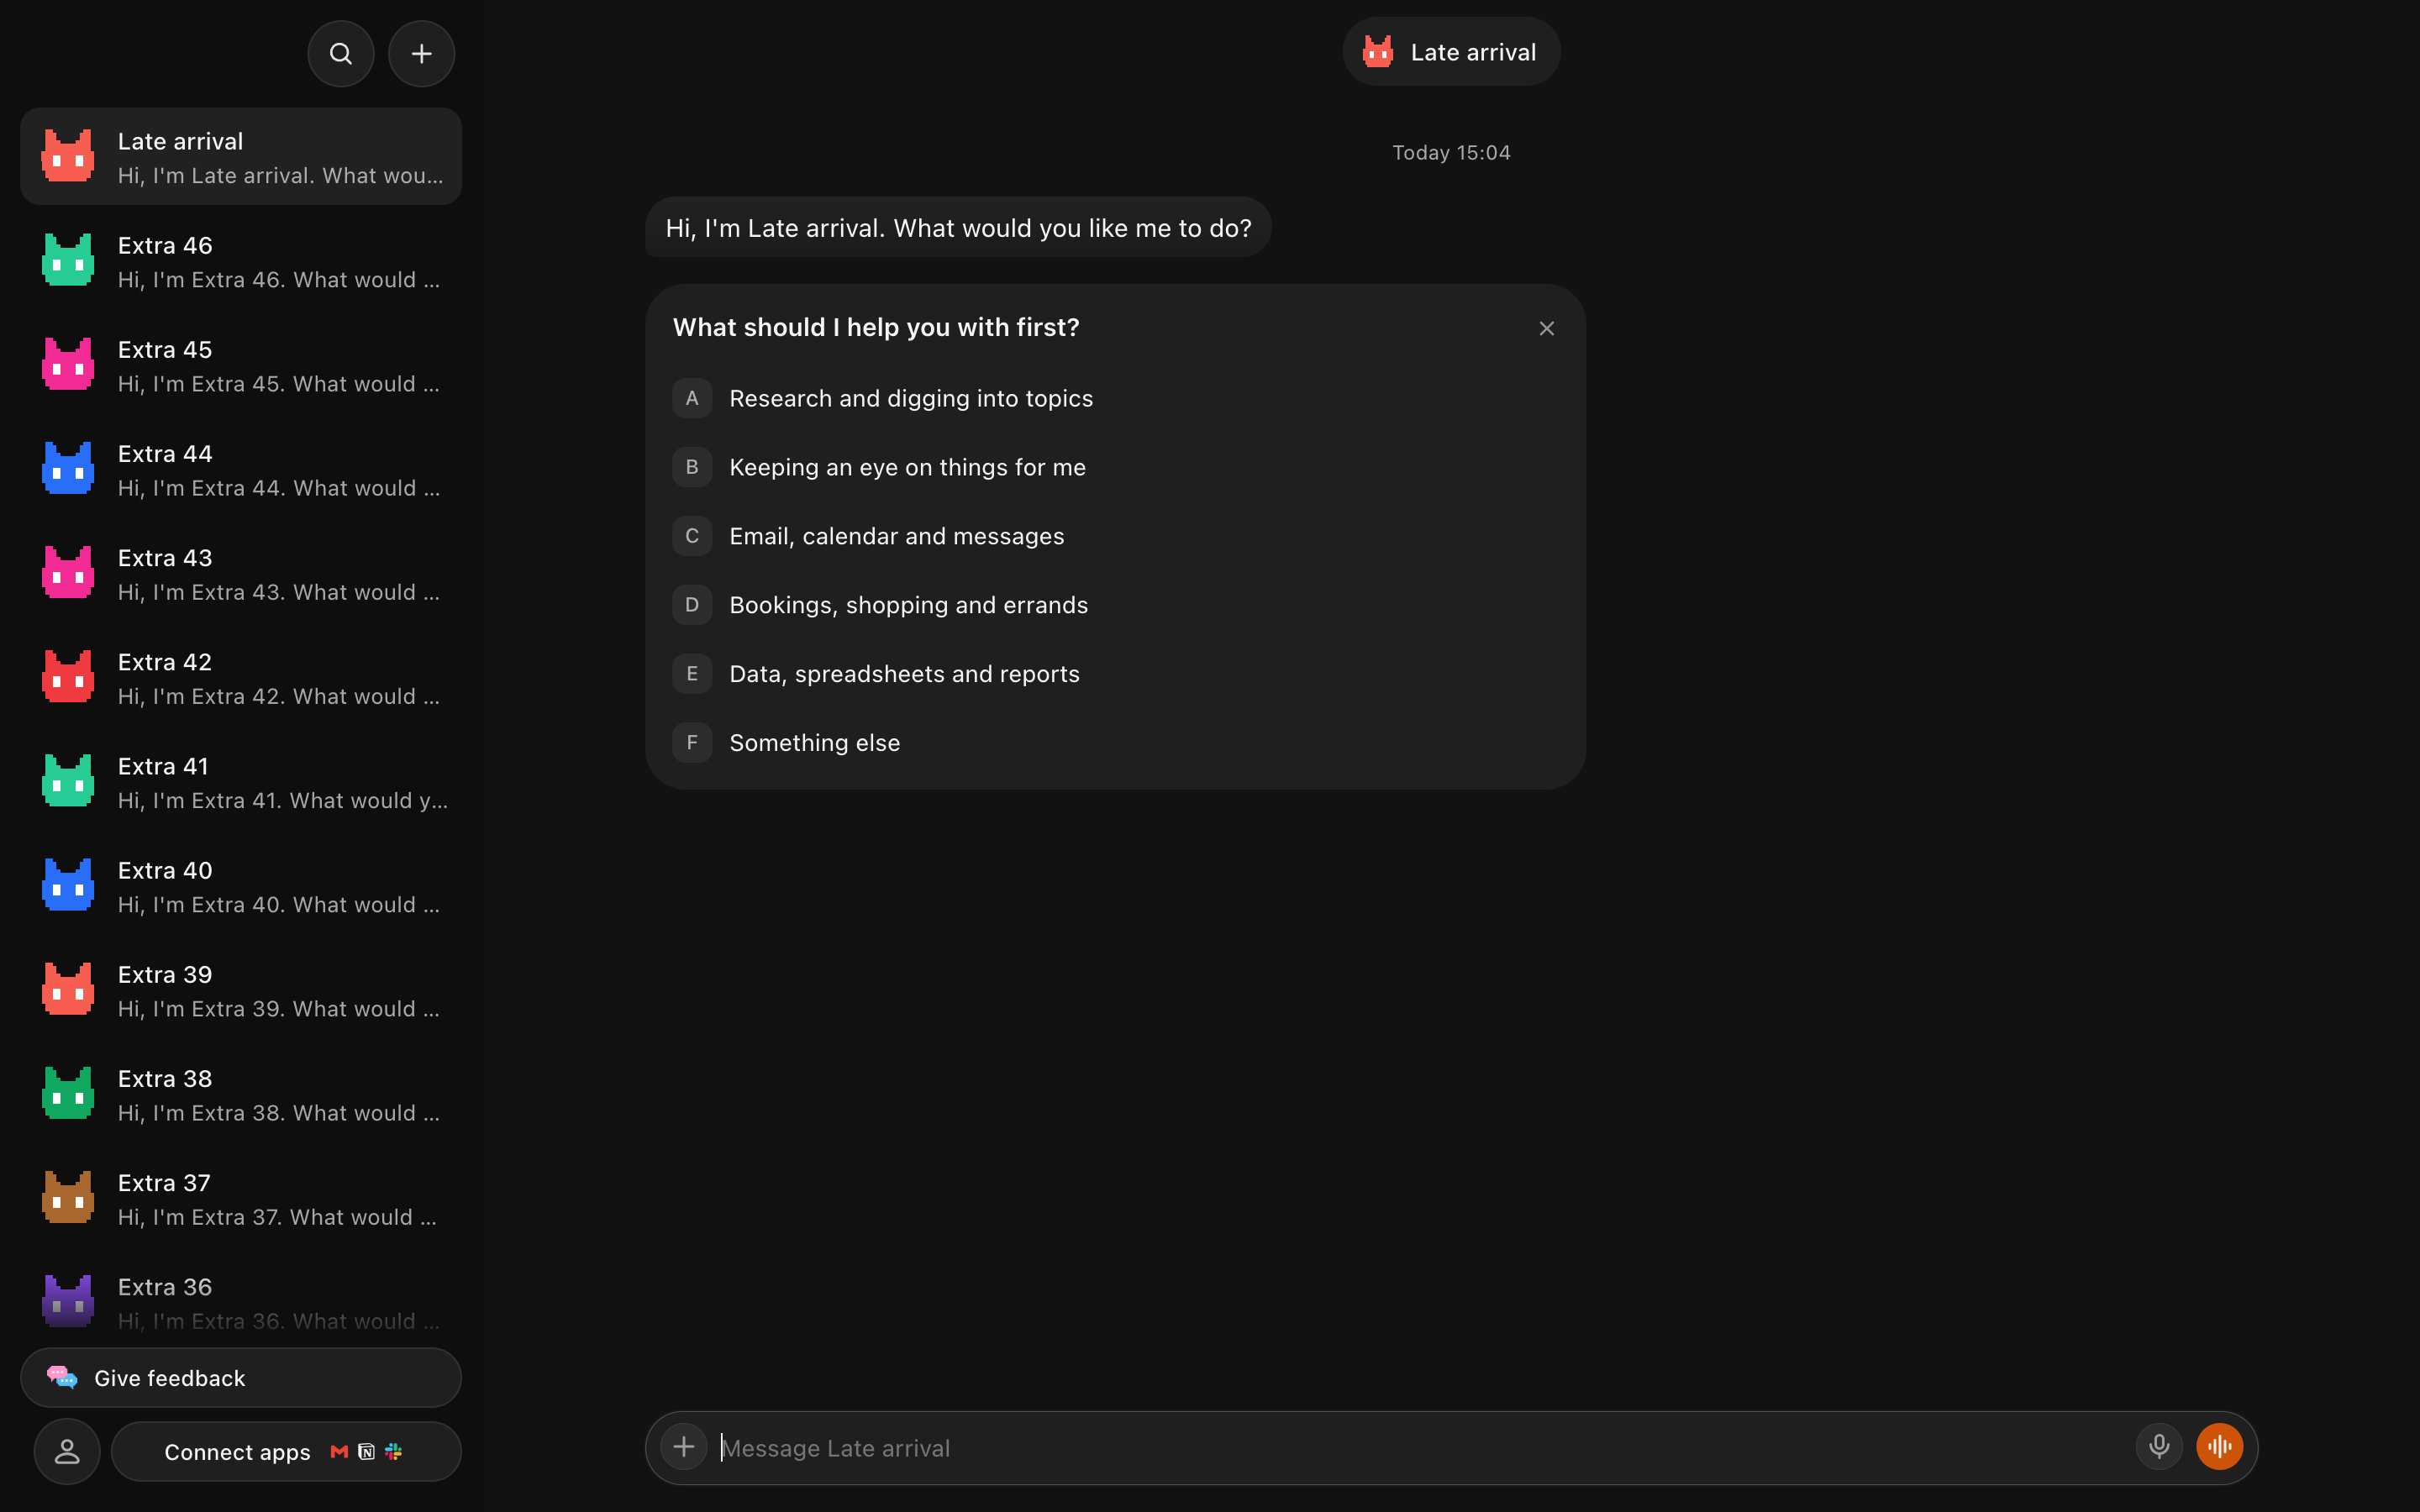 Late arrival
Hi, I'm Late arrival. What wou...
Extra 46
Hi, I'm Extra 46. What would ...
Extra 45
Hi, I'm Extra 45. What would ...
Extra 44
Hi, I'm Extra 44. What would ...
Extra 43
Hi, I'm Extra 43. What would ...
Extra 42
Hi, I'm Extra 42. What would ...
Extra 41
Hi, I'm Extra 41. What would y...
Extra 40
Hi, I'm Extra 40. What would ...
Extra 39
Hi, I'm Extra 39. What would ...
Extra 38
Hi, I'm Extra 38. What would ...
Extra 37
Hi, I'm Extra 37. What would ...
Extra 36
Hi, I'm Extra 36. What would ...
Give feedback
Connect apps
Late arrival
Today 15:04
Hi, I'm Late arrival. What would you like me to do?
What should I help you with first?
A Research and digging into topics
B Keeping an eye on things for me
C Email, calendar and messages
D Bookings, shopping and errands
E Data, spreadsheets and reports
F Something else
Message Late arrival